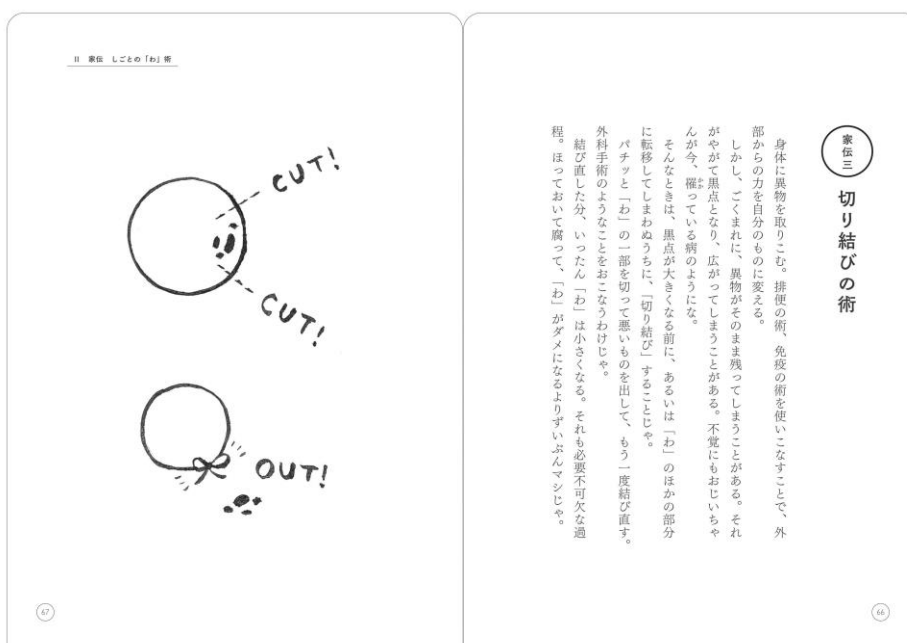 家伝三
切り結びの術
身体に異物を取りこむ。排便の術、免疫の術を使いこなすことで、外
部からの力を自分のものに変える。
しかし、ごくまれに、異物がそのまま残ってしまうことがある。それ
がやがて黒点となり、広がってしまうことがある。不覚にもおじいちゃ
んが今、罹っている病のようにな。
そんなときは、黒点が大きくなる前に、あるいは「わ」のほかの部分
に転移してしまわぬうちに、「切り結び」することじゃ。
パチッと「わ」の一部を切って悪いものを出して、もう一度結び直す。
外科手術のようなことをおこなうわけじゃ。
結び直した分、いったん「わ」は小さくなる。それも必要不可欠な過
程。ほっておいて腐って、「わ」がダメになるよりずいぶんマシじゃ。
66
II 家伝 しごとの「わ」術
CUT!
CUT!
OUT!
67